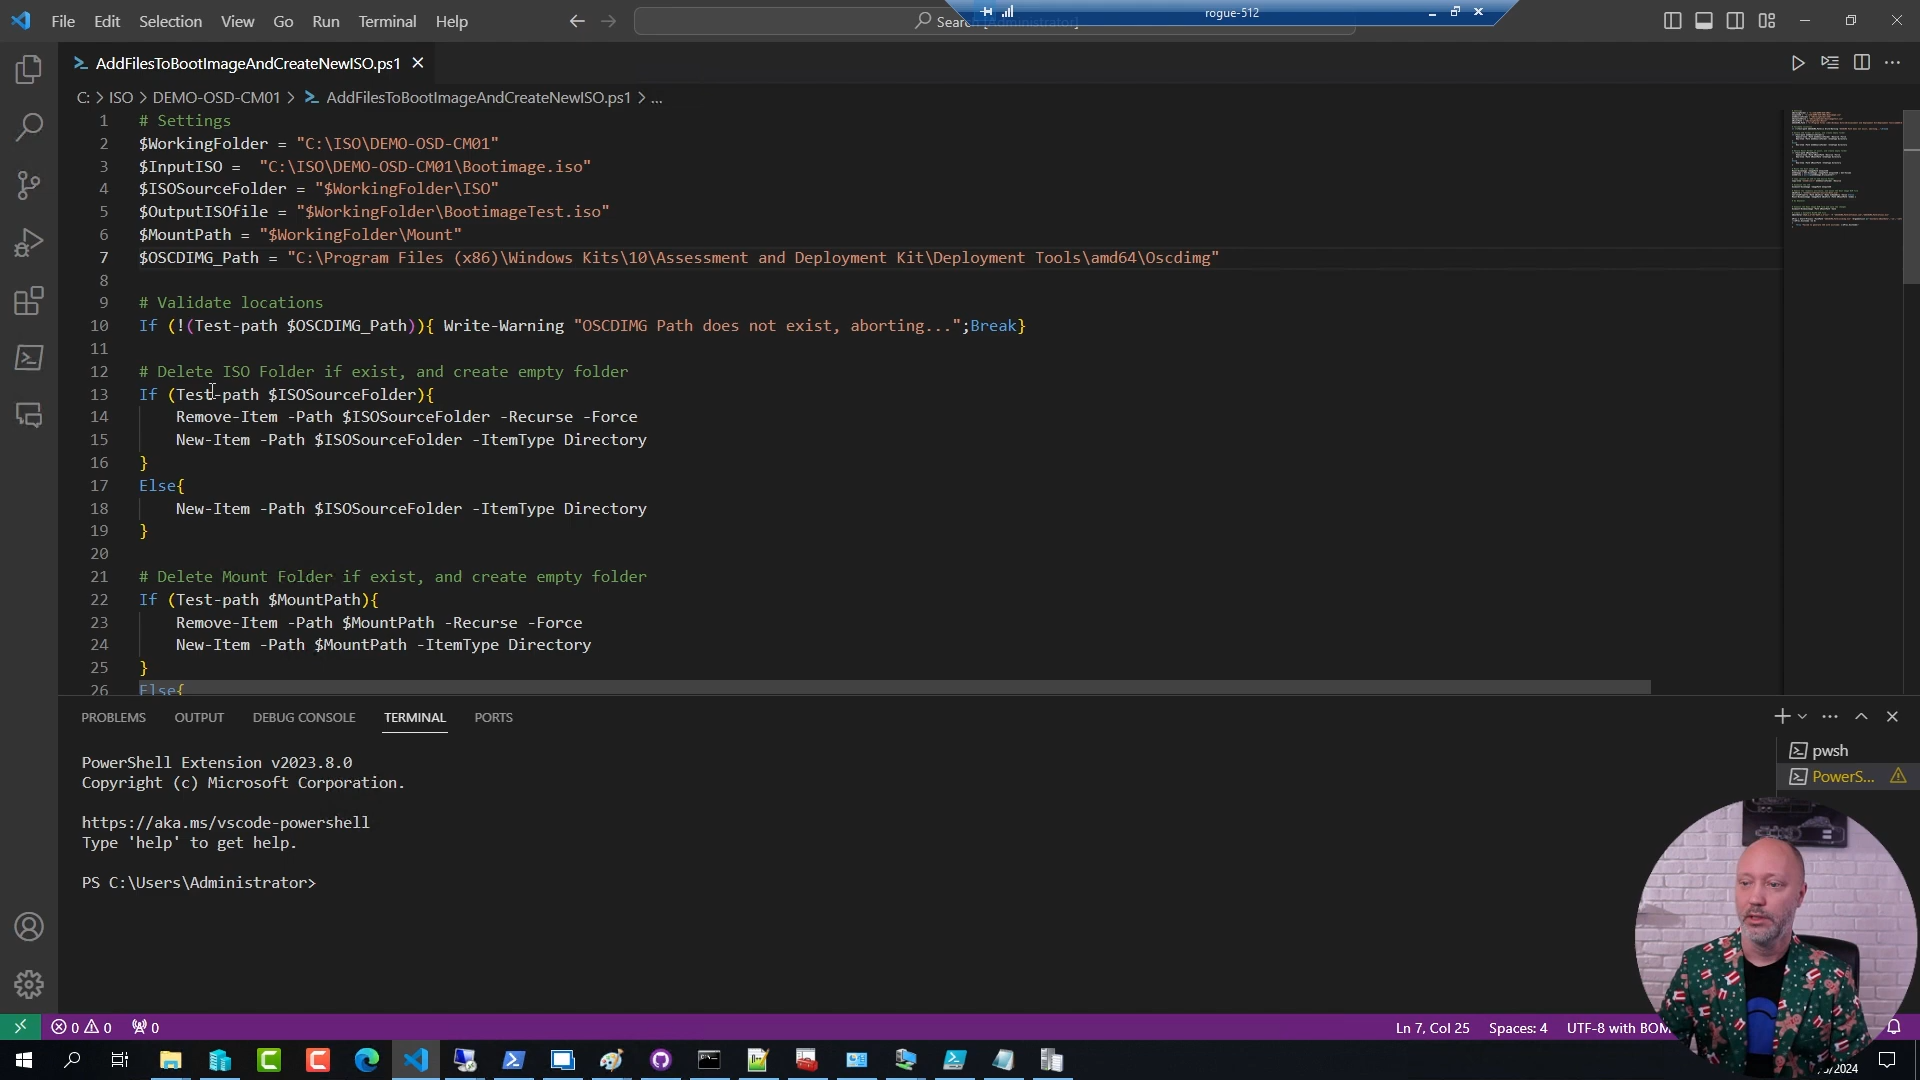 File Edit Selection View Go Run Terminal Help
rogue-512
AddFilesToBootImageAndCreateNewISO.ps1
C: > ISO > DEMO-OSD-CM01 > AddFilesToBootImageAndCreateNewISO.ps1 > ...
1 # Settings
2 $WorkingFolder = "C:\ISO\DEMO-OSD-CM01"
3 $InputISO =  "C:\ISO\DEMO-OSD-CM01\Bootimage.iso"
4 $ISOSourceFolder = "$WorkingFolder\ISO"
5 $OutputISOfile = "$WorkingFolder\BootimageTest.iso"
6 $MountPath = "$WorkingFolder\Mount"
7 $OSCDIMG_Path = "C:\Program Files (x86)\Windows Kits\10\Assessment and Deployment Kit\Deployment Tools\amd64\Oscdimg"
8
9 # Validate locations
10 If (!(Test-path $OSCDIMG_Path)){ Write-Warning "OSCDIMG Path does not exist, aborting...";Break}
11
12 # Delete ISO Folder if exist, and create empty folder
13 If (Test-path $ISOSourceFolder){
14 Remove-Item -Path $ISOSourceFolder -Recurse -Force
15 New-Item -Path $ISOSourceFolder -ItemType Directory
16 }
17 Else{
18 New-Item -Path $ISOSourceFolder -ItemType Directory
19 }
20
21 # Delete Mount Folder if exist, and create empty folder
22 If (Test-path $MountPath){
23 Remove-Item -Path $MountPath -Recurse -Force
24 New-Item -Path $MountPath -ItemType Directory
25 }
26 Else{
PROBLEMS OUTPUT DEBUG CONSOLE TERMINAL PORTS
pwsh
PowerS...
PowerShell Extension v2023.8.0
Copyright (c) Microsoft Corporation.
https://aka.ms/vscode-powershell
Type 'help' to get help.
PS C:\Users\Administrator>
0 0 0 Ln 7, Col 25 Spaces: 4 UTF-8 with BOM